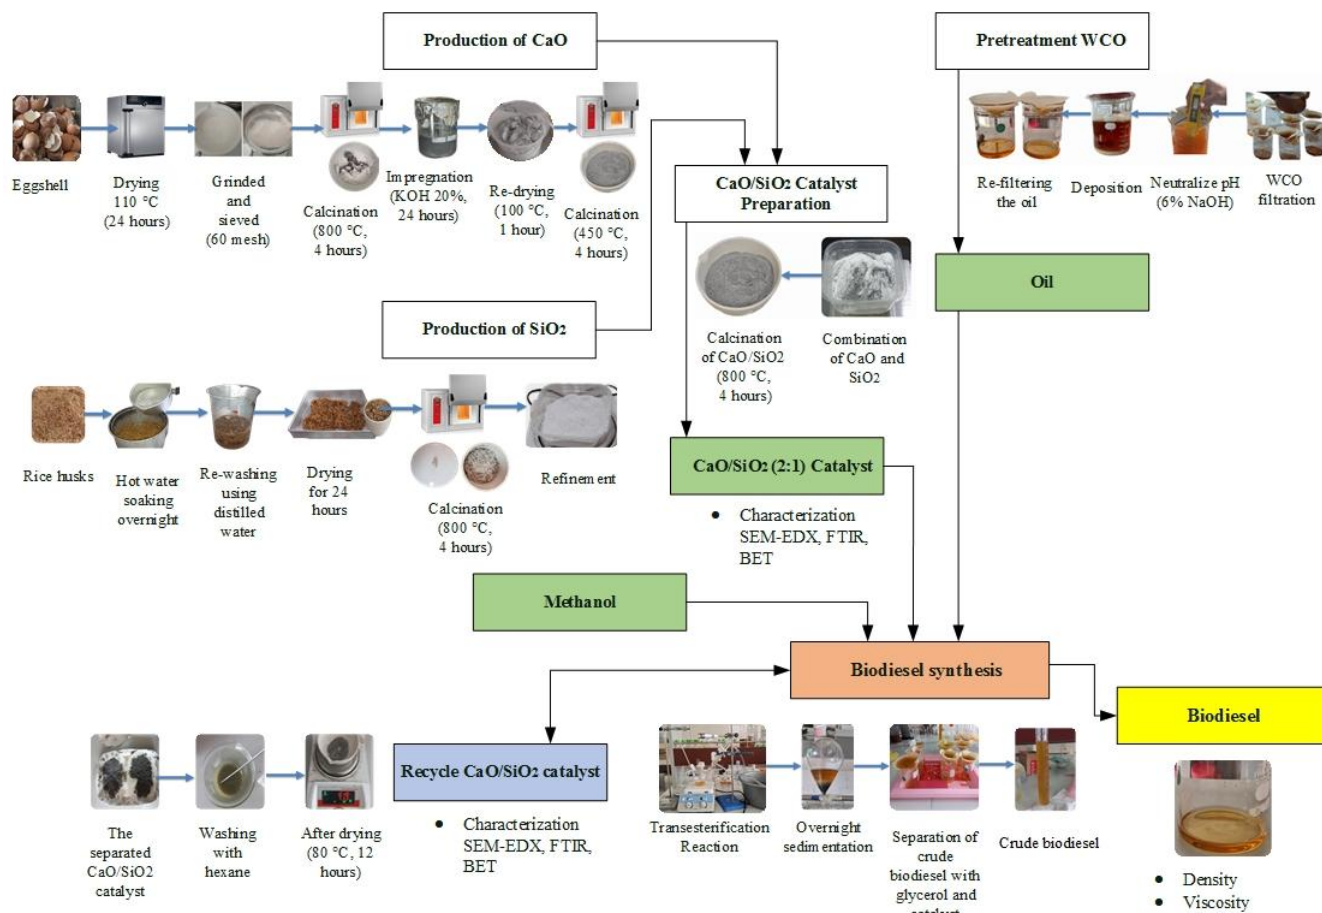 Production of CaO
Pretreatment WCO
Eggshell
Drying
110 °C
(24 hours)
Grinded
and
sieved
(60 mesh)
Calcination
(800 °C,
4 hours)
Impregnation
(KOH 20%,
24 hours)
Re-drying
(100 °C,
1 hour)
Calcination
(450 °C,
4 hours)
CaO/SiO2 Catalyst
Preparation
Re-filtering
the oil
Deposition
Neutralize pH
(6% NaOH)
WCO
filtration
Oil
Production of SiO2
Calcination
of CaO/SiO2
(800 °C,
4 hours)
Combination
of CaO and
SiO2
Rice husks
Hot water
soaking
overnight
Re-washing
using
distilled
water
Drying
for 24
hours
Calcination
(800 °C,
4 hours)
Refinement
CaO/SiO2 (2:1) Catalyst
• Characterization
SEM-EDX, FTIR,
BET
Methanol
Biodiesel synthesis
Biodiesel
Recycle CaO/SiO2 catalyst
• Characterization
SEM-EDX, FTIR,
BET
The
separated
CaO/SiO2
catalyst
Washing
with
hexane
After drying
(80 °C, 12
hours)
Transesterification
Reaction
Overnight
sedimentation
Separation of
crude
biodiesel with
glycerol and
catalyst
Crude biodiesel
• Density
• Viscosity